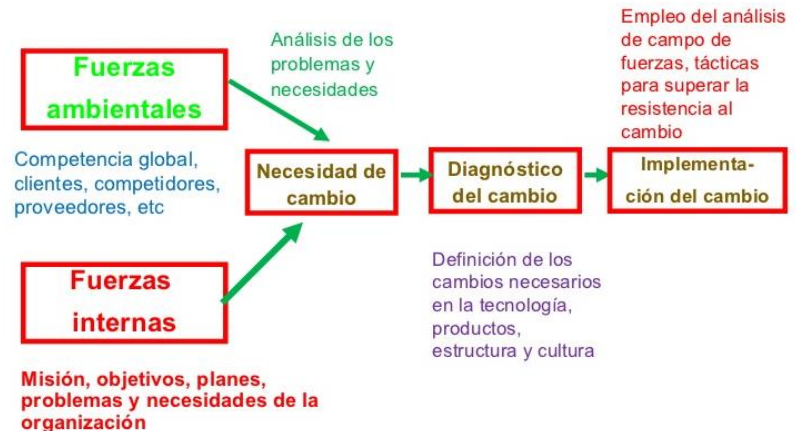 Fuerzas
ambientales
Competencia global,
clientes, competidores,
proveedores, etc
Análisis de los
problemas y
necesidades
Fuerzas
internas
Misión, objetivos, planes,
problemas y necesidades de la
organización
Necesidad de
cambio
Diagnóstico
del cambio
Definición de los
cambios necesarios
en la tecnología,
productos,
estructura y cultura
Empleo del análisis
de campo de
fuerzas, tácticas
para superar la
resistencia al
cambio
Implementa-
ción del cambio